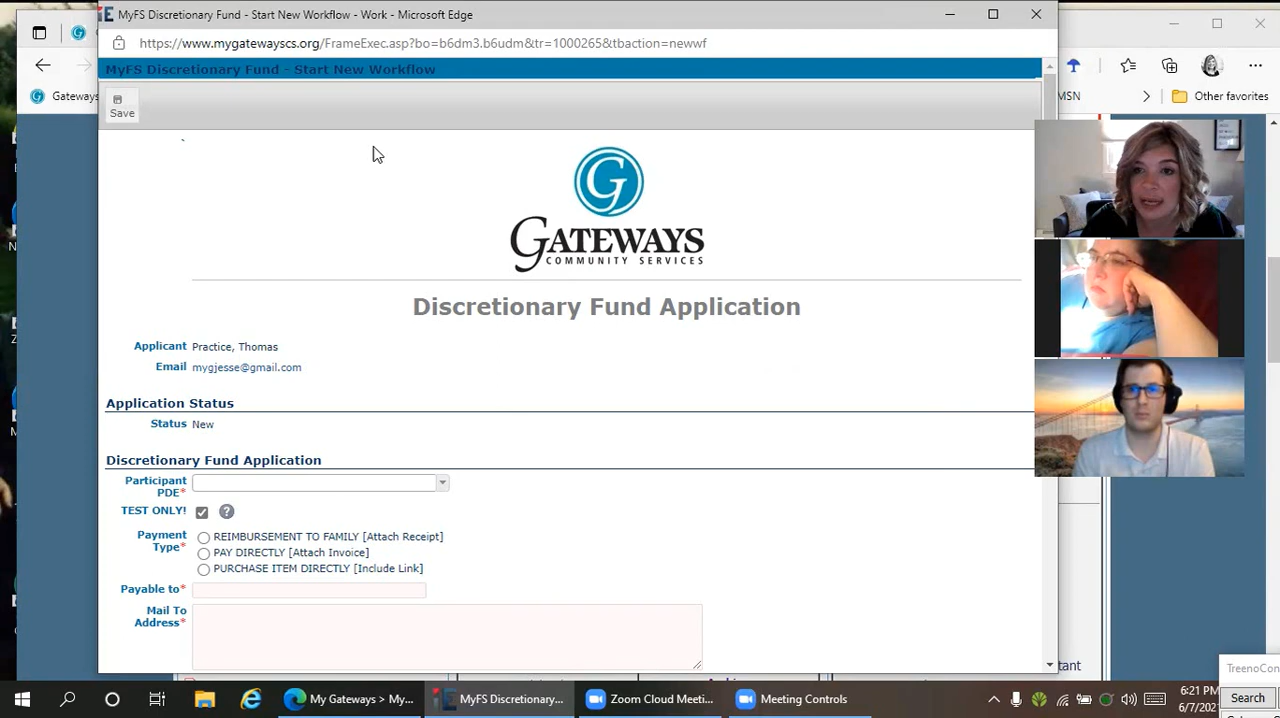 MyFS Discretionary Fund - Start New Workflow - Work - Microsoft Edge
https://www.mygatewayscs.org/FrameExec.asp?bo=b6dm3.b6udm&tr=1000265&tbaction=newwf
MyFS Discretionary Fund - Start New Workflow
Gateways
MSN
Other favorites
Save
G
GATEWAYS
COMMUNITY SERVICES
Discretionary Fund Application
Applicant Practice, Thomas
Email mygjesse@gmail.com
Application Status
Status New
Discretionary Fund Application
Participant
PDE*
TEST ONLY! ?
Payment
Type*
REIMBURSEMENT TO FAMILY [Attach Receipt]
PAY DIRECTLY [Attach Invoice]
PURCHASE ITEM DIRECTLY [Include Link]
Payable to*
Mail To
Address*
tant
TreenoCon
My Gateways > My...
MyFS Discretionary...
Zoom Cloud Meeti...
Meeting Controls
6:21 PM
6/7/202
Search